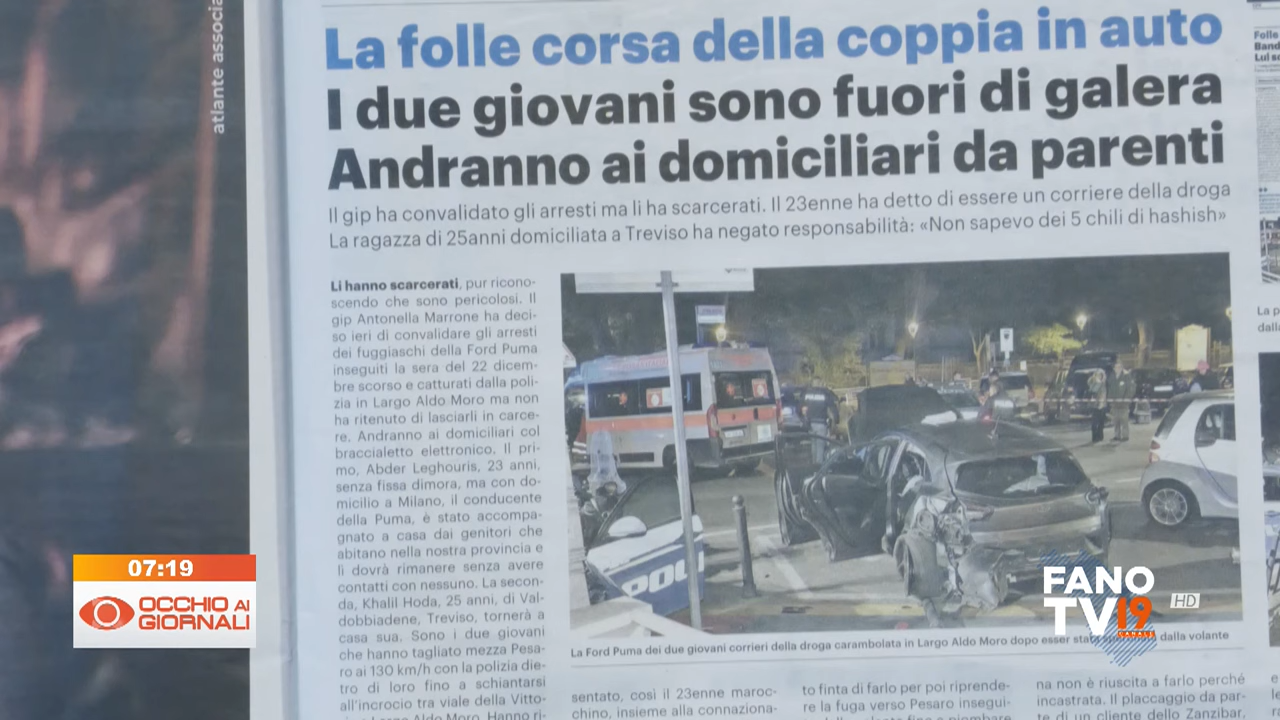 atlante associa
La folle corsa della coppia in auto
I due giovani sono fuori di galera
Andranno ai domiciliari da parenti
Il gip ha convalidato gli arresti ma li ha scarcerati. Il 23enne ha detto di essere un corriere della droga
La ragazza di 25anni domiciliata a Treviso ha negato responsabilità: «Non sapevo dei 5 chili di hashish»
Li hanno scarcerati, pur ricono-
scendo che sono pericolosi. Il
gip Antonella Marrone ha deci-
so ieri di convalidare gli arresti
dei fuggiaschi della Ford Puma
inseguiti la sera del 22 dicem-
bre scorso e catturati dalla poli-
zia in Largo Aldo Moro ma non
ha ritenuto di lasciarli in carce-
re. Andranno ai domiciliari col
braccialetto elettronico. Il pri-
mo, Abder Leghouris, 23 anni,
senza fissa dimora, ma con do-
micilio a Milano, il conducente
della Puma, è stato accompa-
gnato a casa dai genitori che
abitano nella nostra provincia e
lì dovrà rimanere senza avere
contatti con nessuno. La secon-
da, Khalil Hoda, 25 anni, di Val-
dobbiadene, Treviso, tornerà a
casa sua. Sono i due giovani
che hanno tagliato mezza Pesa-
ro ai 130 km/h con la polizia die-
tro di loro fino a schiantarsi
all'incrocio tra viale della Vitto-
Largo Aldo Moro. Hanno ri-
La Ford Puma dei due giovani corrieri della droga carambolata in Largo Aldo Moro dopo esser dalla volante
sentato, così il 23enne maroc-
chino, insieme alla connaziona-
to finta di farlo per poi riprende-
re la fuga verso Pesaro insegui-
na non è riuscita a farlo perché
incastrata. Il placcaggio da par-
te di un cliente dello Zanzibar,
Folle
Band
Lui s
La p
dall
07:19
OCCHIO AI
GIORNALI
FANO
TV19
CANALE
HD